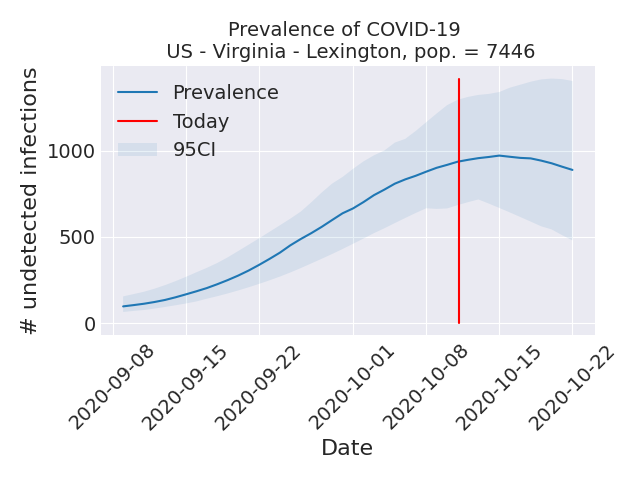 Prevalence of COVID-19
US - Virginia - Lexington, pop. = 7446
# undetected infections
1000
500
0
Prevalence
Today
95CI
2020-09-08
2020-09-15
2020-09-22
2020-10-01
2020-10-08
2020-10-15
2020-10-22
Date